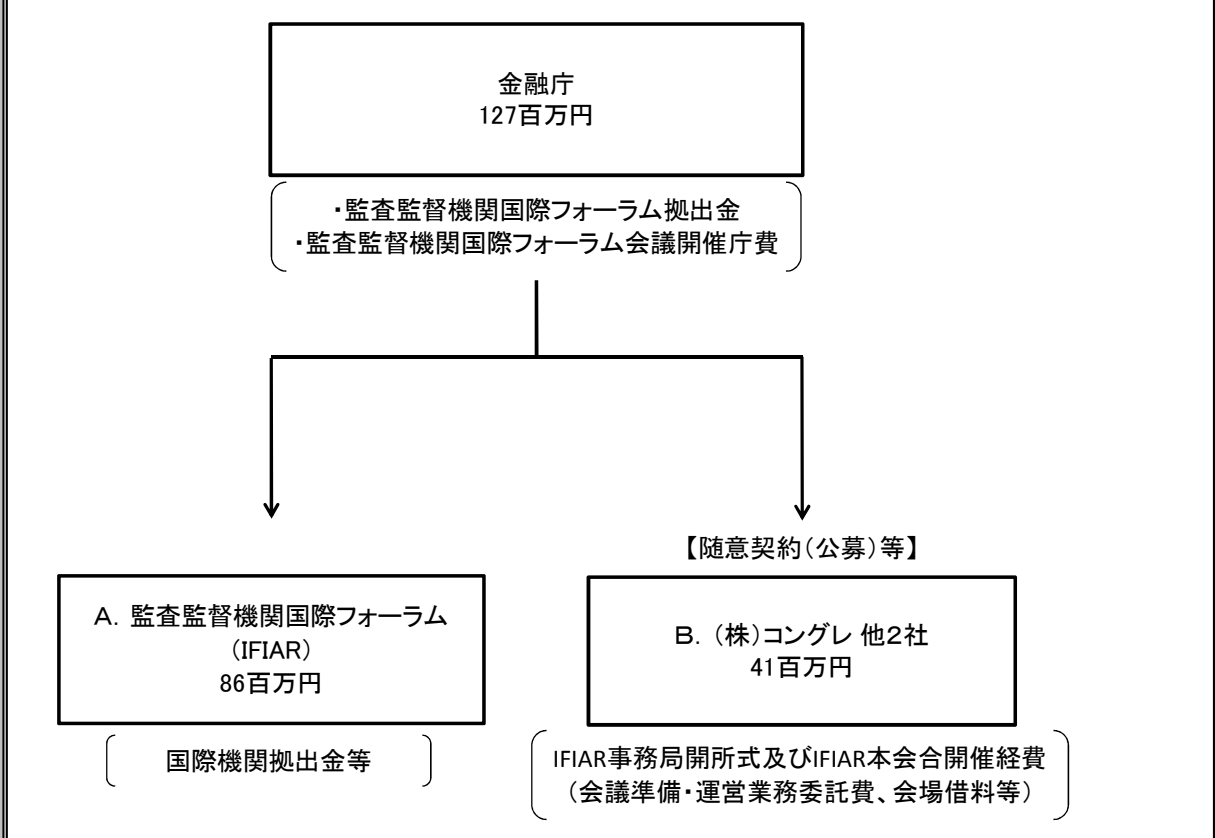 金融庁
127百万円
・監査監督機関国際フォーラム拠出金
・監査監督機関国際フォーラム会議開催庁費
【随意契約（公募）等】
A．監査監督機関国際フォーラム
（IFIAR）
86百万円
B．（株）コングレ 他２社
41百万円
国際機関拠出金等
IFIAR事務局開所式及びIFIAR本会合開催経費
（会議準備・運営業務委託費、会場借料等）